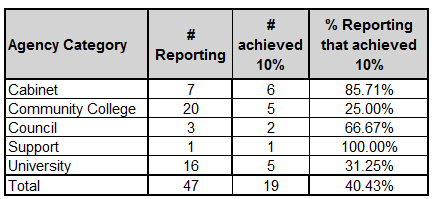 Agency Category # Reporting # achieved 10% % Reporting that achieved 10%
Cabinet 7 6 85.71%
Community College 20 5 25.00%
Council 3 2 66.67%
Support 1 1 100.00%
University 16 5 31.25%
Total 47 19 40.43%